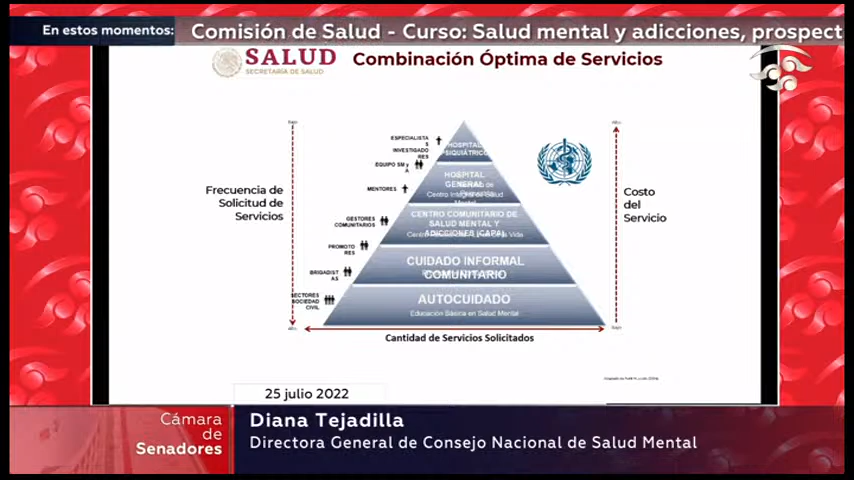 En estos momentos:
Comisión de Salud - Curso: Salud mental y adicciones, prospect
SALUD
SECRETARÍA DE SALUD
Combinación Óptima de Servicios
ESPECIALISTA
S
INVESTIGADO
RES
EQUIPO SM y
A
MENTORES
GESTORES
COMUNITARIOS
PROMOTO
RES
BRIGADIST
AS
SECTORES
SOCIEDAD
CIVIL
HOSPITAL
PSIQUIÁTRICO
HOSPITAL
GENERAL
CENTRO COMUNITARIO DE
SALUD MENTAL Y
ADICCIONES (CAPA)
CUIDADO INFORMAL
COMUNITARIO
AUTOCUIDADO
Educación Básica en Salud Mental
Frecuencia de
Solicitud de
Servicios
Costo
del
Servicio
Cantidad de Servicios Solicitados
25 julio 2022
Cámara
de
Senadores
Diana Tejadilla
Directora General de Consejo Nacional de Salud Mental